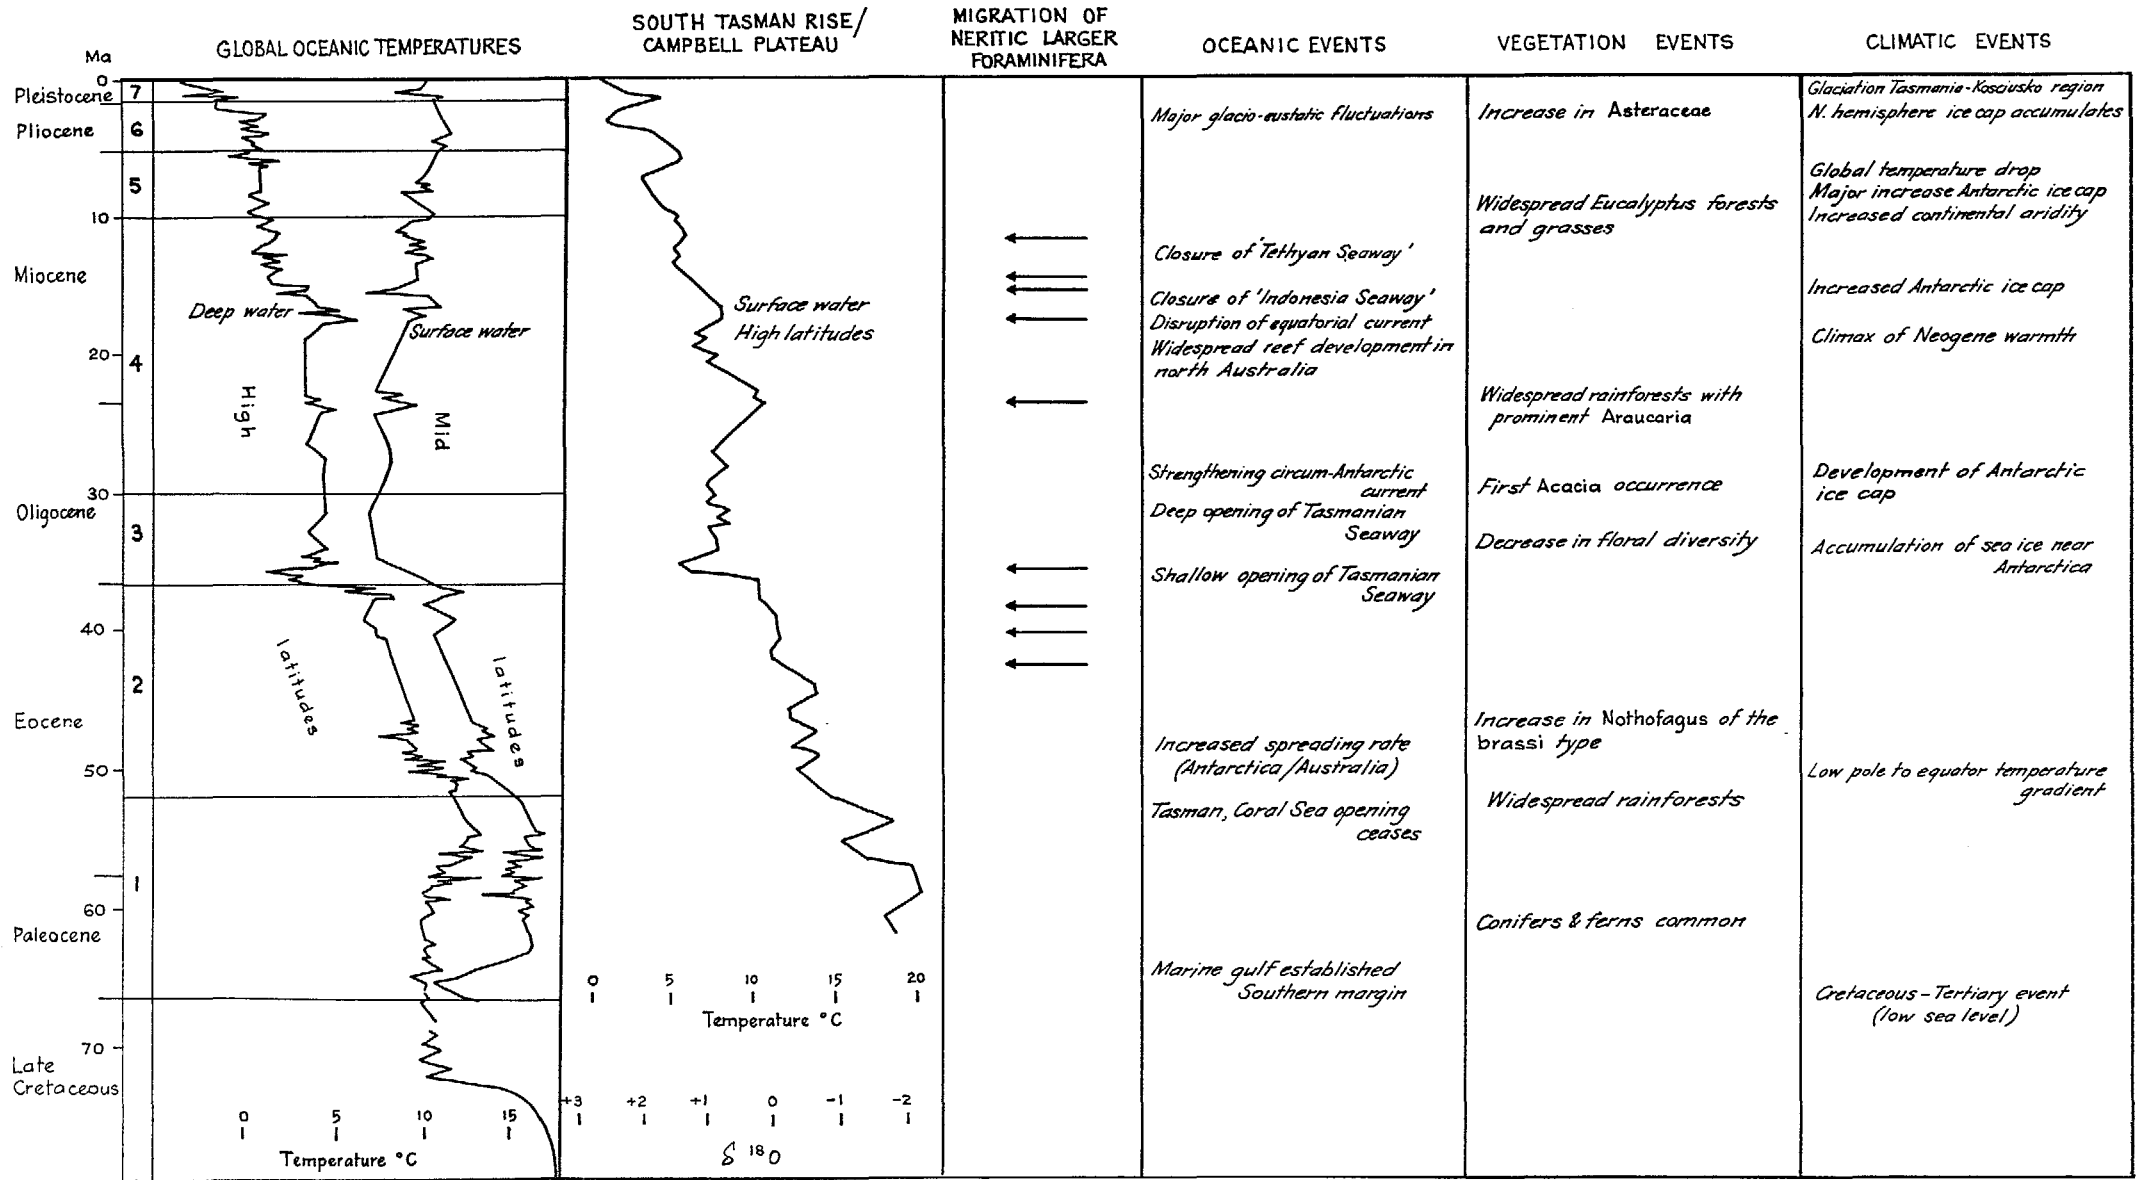 Ma
GLOBAL OCEANIC TEMPERATURES
SOUTH TASMAN RISE/
CAMPBELL PLATEAU
MIGRATION OF
NERITIC LARGER
FORAMINIFERA
OCEANIC EVENTS
VEGETATION EVENTS
CLIMATIC EVENTS
0
10
20
30
40
50
60
70
Pleistocene
Pliocene
Miocene
Oligocene
Eocene
Paleocene
Late
Cretaceous
7
6
5
4
3
2
1
Deep water
Surface water
High
latitudes
Mid
latitudes
0 5 10 15
Temperature °C
Surface water
High latitudes
0 5 10 15 20
Temperature °C
+3 +2 +1 0 -1 -2
δ 18O
Major glacio-eustatic fluctuations
Closure of 'Tethyan Seaway'
Closure of 'Indonesia Seaway'
Disruption of equatorial current
Widespread reef development in
north Australia
Strengthening circum-Antarctic
current
Deep opening of Tasmanian
Seaway
Shallow opening of Tasmanian
Seaway
Increased spreading rate
(Antarctica/Australia)
Tasman, Coral Sea opening
ceases
Marine gulf established
Southern margin
Increase in Asteraceae
Widespread Eucalyptus forests
and grasses
Widespread rainforests with
prominent Araucaria
First Acacia occurrence
Decrease in floral diversity
Increase in Nothofagus of the
brassi type
Widespread rainforests
Conifers & ferns common
Glaciation Tasmania-Kosciusko region
N. hemisphere ice cap accumulates
Global temperature drop
Major increase Antarctic ice cap
Increased continental aridity
Increased Antarctic ice cap
Climax of Neogene warmth
Development of Antarctic
ice cap
Accumulation of sea ice near
Antarctica
Low pole to equator temperature
gradient
Cretaceous-Tertiary event
(low sea level)